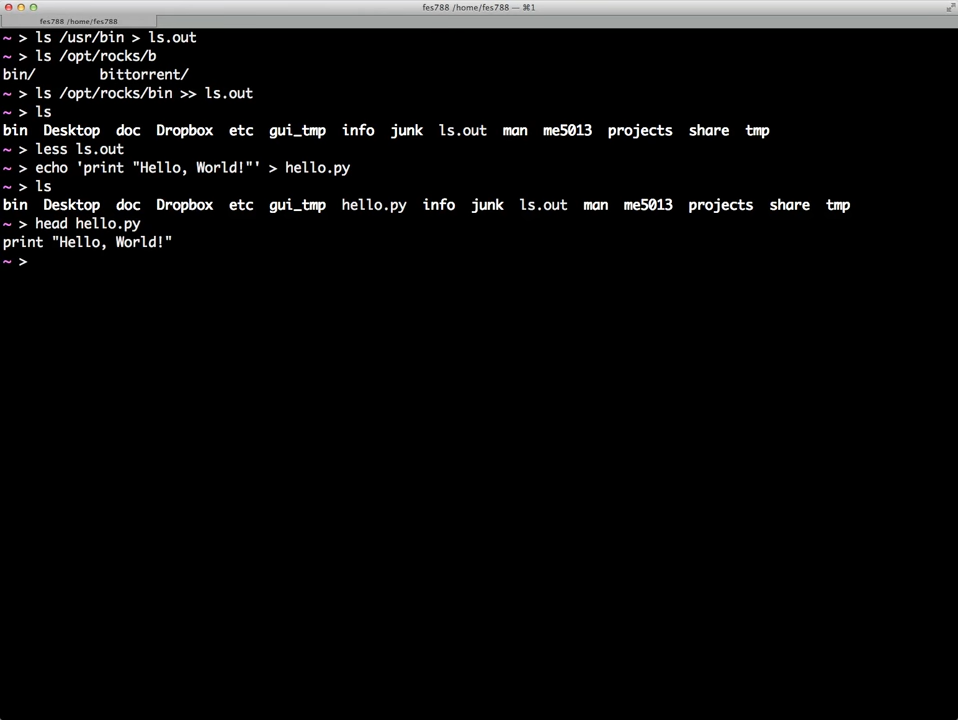 fes788 /home/fes788 — ⌘1
fes788 /home/fes788
~ > ls /usr/bin > ls.out
~ > ls /opt/rocks/b
bin/        bittorrent/
~ > ls /opt/rocks/bin >> ls.out
~ > ls
bin  Desktop  doc  Dropbox  etc  gui_tmp  info  junk  ls.out  man  me5013  projects  share  tmp
~ > less ls.out
~ > echo 'print "Hello, World!"' > hello.py
~ > ls
bin  Desktop  doc  Dropbox  etc  gui_tmp  hello.py  info  junk  ls.out  man  me5013  projects  share  tmp
~ > head hello.py
print "Hello, World!"
~ >